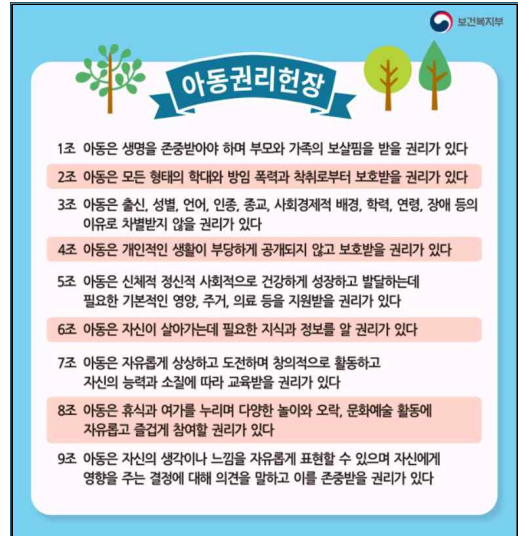 보건복지부
아동권리헌장
1조 아동은 생명을 존중받아야 하며 부모와 가족의 보살핌을 받을 권리가 있다
2조 아동은 모든 형태의 학대와 방임 폭력과 착취로부터 보호받을 권리가 있다
3조 아동은 출신, 성별, 언어, 인종, 종교, 사회경제적 배경, 학력, 연령, 장애 등의
이유로 차별받지 않을 권리가 있다
4조 아동은 개인적인 생활이 부당하게 공개되지 않고 보호받을 권리가 있다
5조 아동은 신체적 정신적 사회적으로 건강하게 성장하고 발달하는데
필요한 기본적인 영양, 주거, 의료 등을 지원받을 권리가 있다
6조 아동은 자신이 살아가는데 필요한 지식과 정보를 알 권리가 있다
7조 아동은 자유롭게 상상하고 도전하며 창의적으로 활동하고
자신의 능력과 소질에 따라 교육받을 권리가 있다
8조 아동은 휴식과 여가를 누리며 다양한 놀이와 오락, 문화예술 활동에
자유롭고 즐겁게 참여할 권리가 있다
9조 아동은 자신의 생각이나 느낌을 자유롭게 표현할 수 있으며 자신에게
영향을 주는 결정에 대해 의견을 말하고 이를 존중받을 권리가 있다